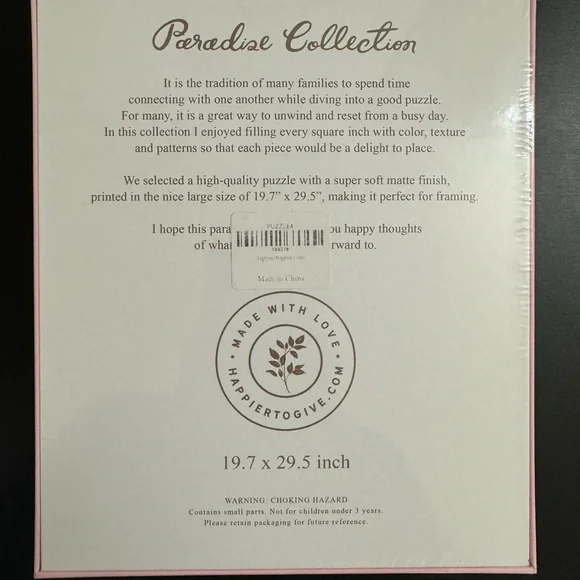 Paradise Collection
It is the tradition of many families to spend time
connecting with one another while diving into a good puzzle.
For many, it is a great way to unwind and reset from a busy day.
In this collection I enjoyed filling every square inch with color, texture
and patterns so that each piece would be a delight to place.
We selected a high-quality puzzle with a super soft matte finish,
printed in the nice large size of 19.7” x 29.5”, making it perfect for framing.
I hope this para ou happy thoughts
of what rward to.
PUZZLE4
happiertogive.com
Made in China
• MADE WITH LOVE •
HAPPIERTOGIVE.COM
19.7 x 29.5 inch
WARNING: CHOKING HAZARD
Contains small parts. Not for children under 3 years.
Please retain packaging for future reference.